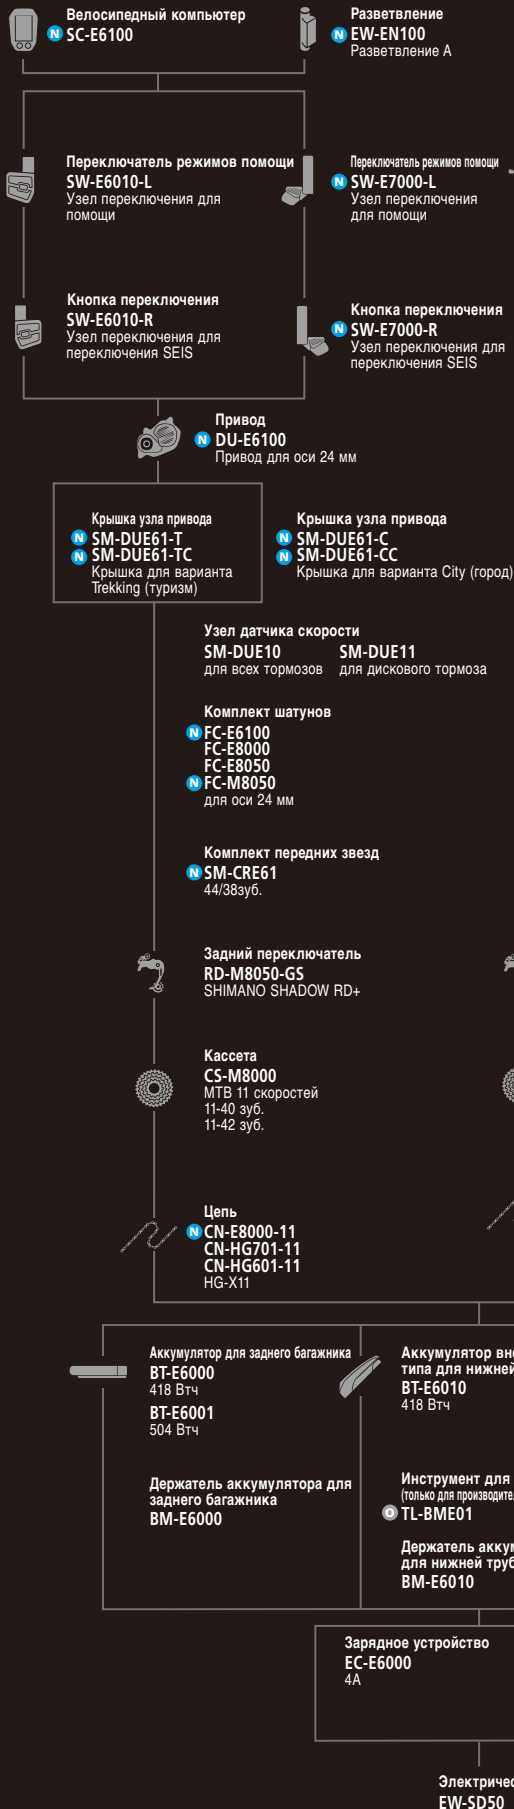 Велосипедный компьютер
N SC-E6100
Разветвление
N EW-EN100
Разветвление A
Переключатель режимов помощи
SW-E6010-L
Узел переключения для
помощи
Переключатель режимов помощи
N SW-E7000-L
Узел переключения
для помощи
Кнопка переключения
SW-E6010-R
Узел переключения для
переключения SEIS
Кнопка переключения
N SW-E7000-R
Узел переключения для
переключения SEIS
Привод
N DU-E6100
Привод для оси 24 мм
Крышка узла привода
N SM-DUE61-T
N SM-DUE61-TC
Крышка для варианта
Trekking (туризм)
Крышка узла привода
N SM-DUE61-C
N SM-DUE61-CC
Крышка для варианта City (город)
Узел датчика скорости
SM-DUE10
для всех тормозов
SM-DUE11
для дискового тормоза
Комплект шатунов
N FC-E6100
FC-E8000
FC-E8050
N FC-M8050
для оси 24 мм
Комплект передних звезд
N SM-CRE61
44/38зуб.
Задний переключатель
RD-M8050-GS
SHIMANO SHADOW RD+
Кассета
CS-M8000
MTB 11 скоростей
11-40 зуб.
11-42 зуб.
Цепь
N CN-E8000-11
CN-HG701-11
CN-HG601-11
HG-X11
Аккумулятор для заднего багажника
BT-E6000
418 Втч
BT-E6001
504 Втч
Держатель аккумулятора для
заднего багажника
BM-E6000
Аккумулятор вн
типа для нижней
BT-E6010
418 Втч
Инструмент для
(только для производите
O TL-BME01
Держатель акку
для нижней труб
BM-E6010
Зарядное устройство
EC-E6000
4A
Электричес
EW-SD50